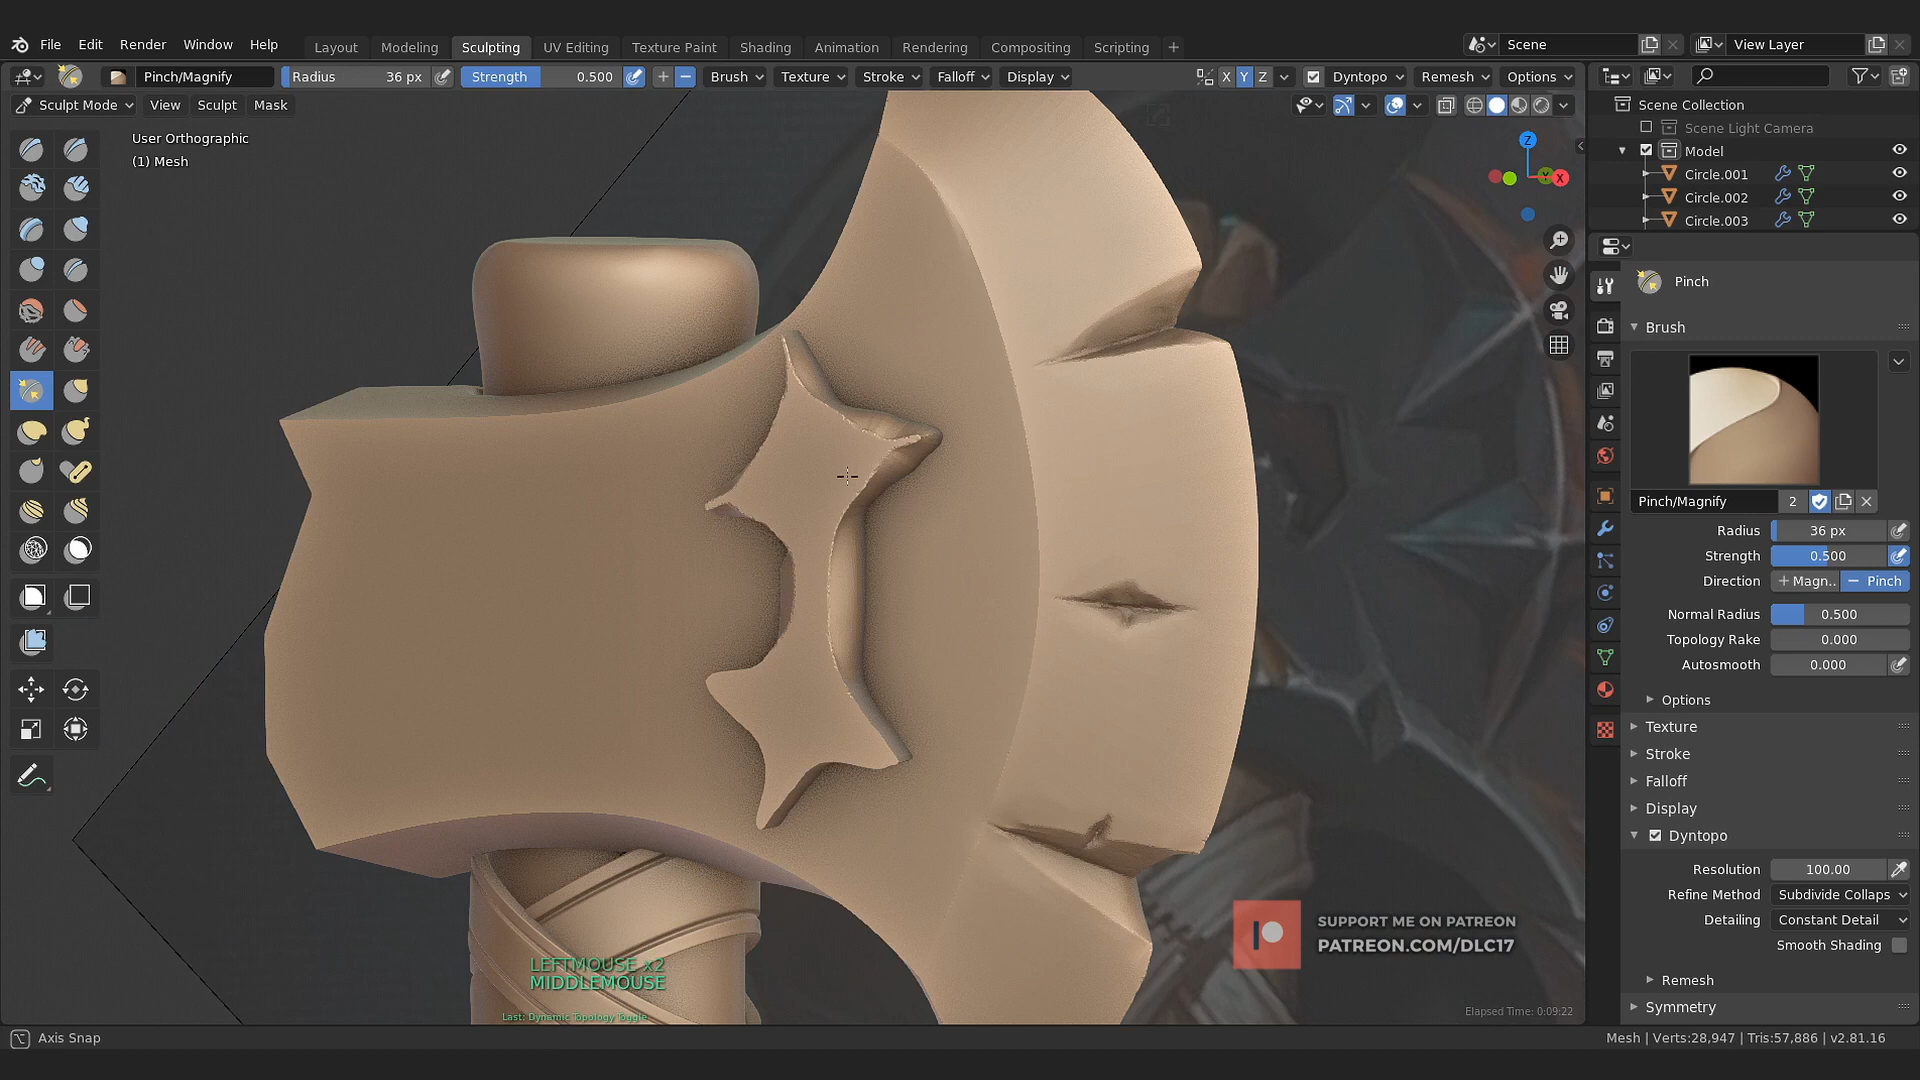 File Edit Render Window Help
Layout Modeling Sculpting UV Editing Texture Paint Shading Animation Rendering Compositing Scripting +
Scene
View Layer
Pinch/Magnify
Radius 36 px
Strength 0.500
Brush Texture Stroke Falloff Display
X Y Z
Dyntopo Remesh Options
Sculpt Mode View Sculpt Mask
User Orthographic
(1) Mesh
Z
Y
X
Scene Collection
Scene Light Camera
Model
Circle.001
Circle.002
Circle.003
Pinch
Brush
Pinch/Magnify 2
Radius 36 px
Strength 0.500
Direction + Magn.. − Pinch
Normal Radius 0.500
Topology Rake 0.000
Autosmooth 0.000
Options
Texture
Stroke
Falloff
Display
Dyntopo
Resolution 100.00
Refine Method Subdivide Collaps
Detailing Constant Detail
Smooth Shading
Remesh
Symmetry
SUPPORT ME ON PATREON
PATREON.COM/DLC17
LEFTMOUSE x2
MIDDLEMOUSE
Last: Dynamic Topology Toggle
Elapsed Time: 0:09:22
Axis Snap
Mesh | Verts:28,947 | Tris:57,886 | v2.81.16